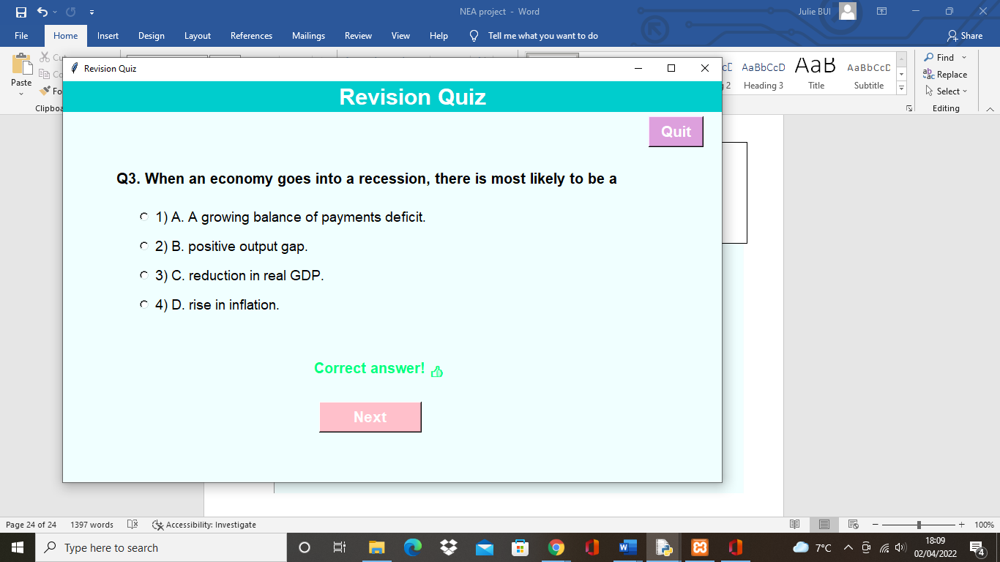 NEA project - Word
Julie BUI
File Home Insert Design Layout References Mailings Review View Help Tell me what you want to do Share
Paste
Clipboa
Revision Quiz
AaBbCcD AaB AaBbCcC
Heading 3 Title Subtitle
Find
Replace
Select
Editing
Revision Quiz
Quit
Q3. When an economy goes into a recession, there is most likely to be a
1) A. A growing balance of payments deficit.
2) B. positive output gap.
3) C. reduction in real GDP.
4) D. rise in inflation.
Correct answer!
Next
Page 24 of 24 1397 words Accessibility: Investigate 100%
Type here to search
7°C
18:09
02/04/2022
4